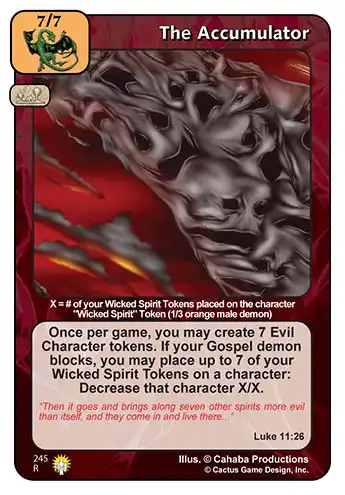 7/7
The Accumulator
X = # of your Wicked Spirit Tokens placed on the character
"Wicked Spirit" Token (1/3 orange male demon)
Once per game, you may create 7 Evil
Character tokens. If your Gospel demon
blocks, you may place up to 7 of your
Wicked Spirit Tokens on a character:
Decrease that character X/X.
"Then it goes and brings along seven other spirits more evil
than itself, and they come in and live there..."
Luke 11:26
245
R
Illus. © Cahaba Productions
© Cactus Game Design, Inc.